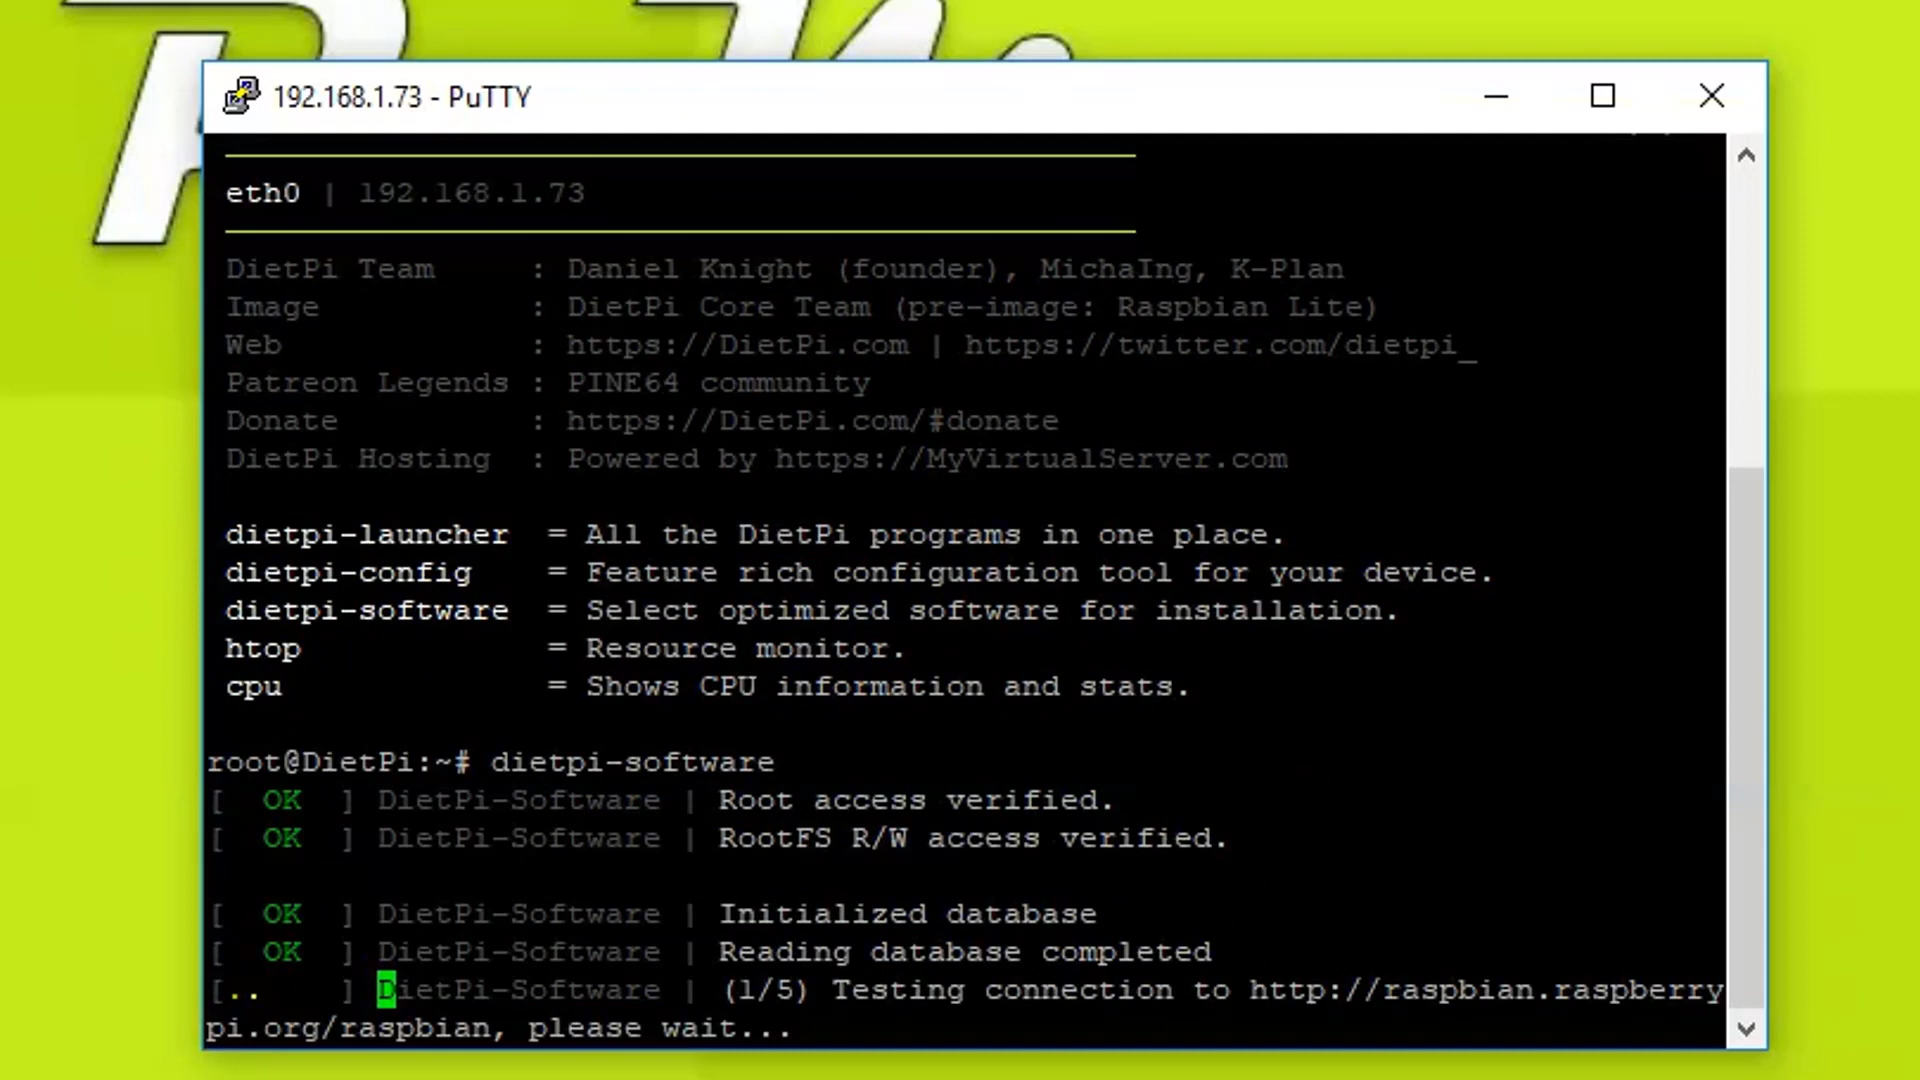 192.168.1.73 - PuTTY
eth0 | 192.168.1.73
DietPi Team : Daniel Knight (founder), MichaIng, K-Plan
Image : DietPi Core Team (pre-image: Raspbian Lite)
Web : https://DietPi.com | https://twitter.com/dietpi_
Patreon Legends : PINE64 community
Donate : https://DietPi.com/#donate
DietPi Hosting : Powered by https://MyVirtualServer.com
dietpi-launcher = All the DietPi programs in one place.
dietpi-config = Feature rich configuration tool for your device.
dietpi-software = Select optimized software for installation.
htop = Resource monitor.
cpu = Shows CPU information and stats.
root@DietPi:~# dietpi-software
[ OK ] DietPi-Software | Root access verified.
[ OK ] DietPi-Software | RootFS R/W access verified.
[ OK ] DietPi-Software | Initialized database
[ OK ] DietPi-Software | Reading database completed
[.. ] DietPi-Software | (1/5) Testing connection to http://raspbian.raspberry
pi.org/raspbian, please wait...